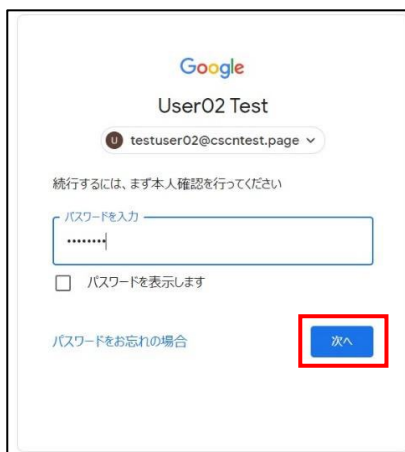 Google
User02 Test
U testuser02@cscntest.page
続行するには、まず本人確認を行ってください
パスワードを入力
••••••••
パスワードを表示します
パスワードをお忘れの場合
次へ